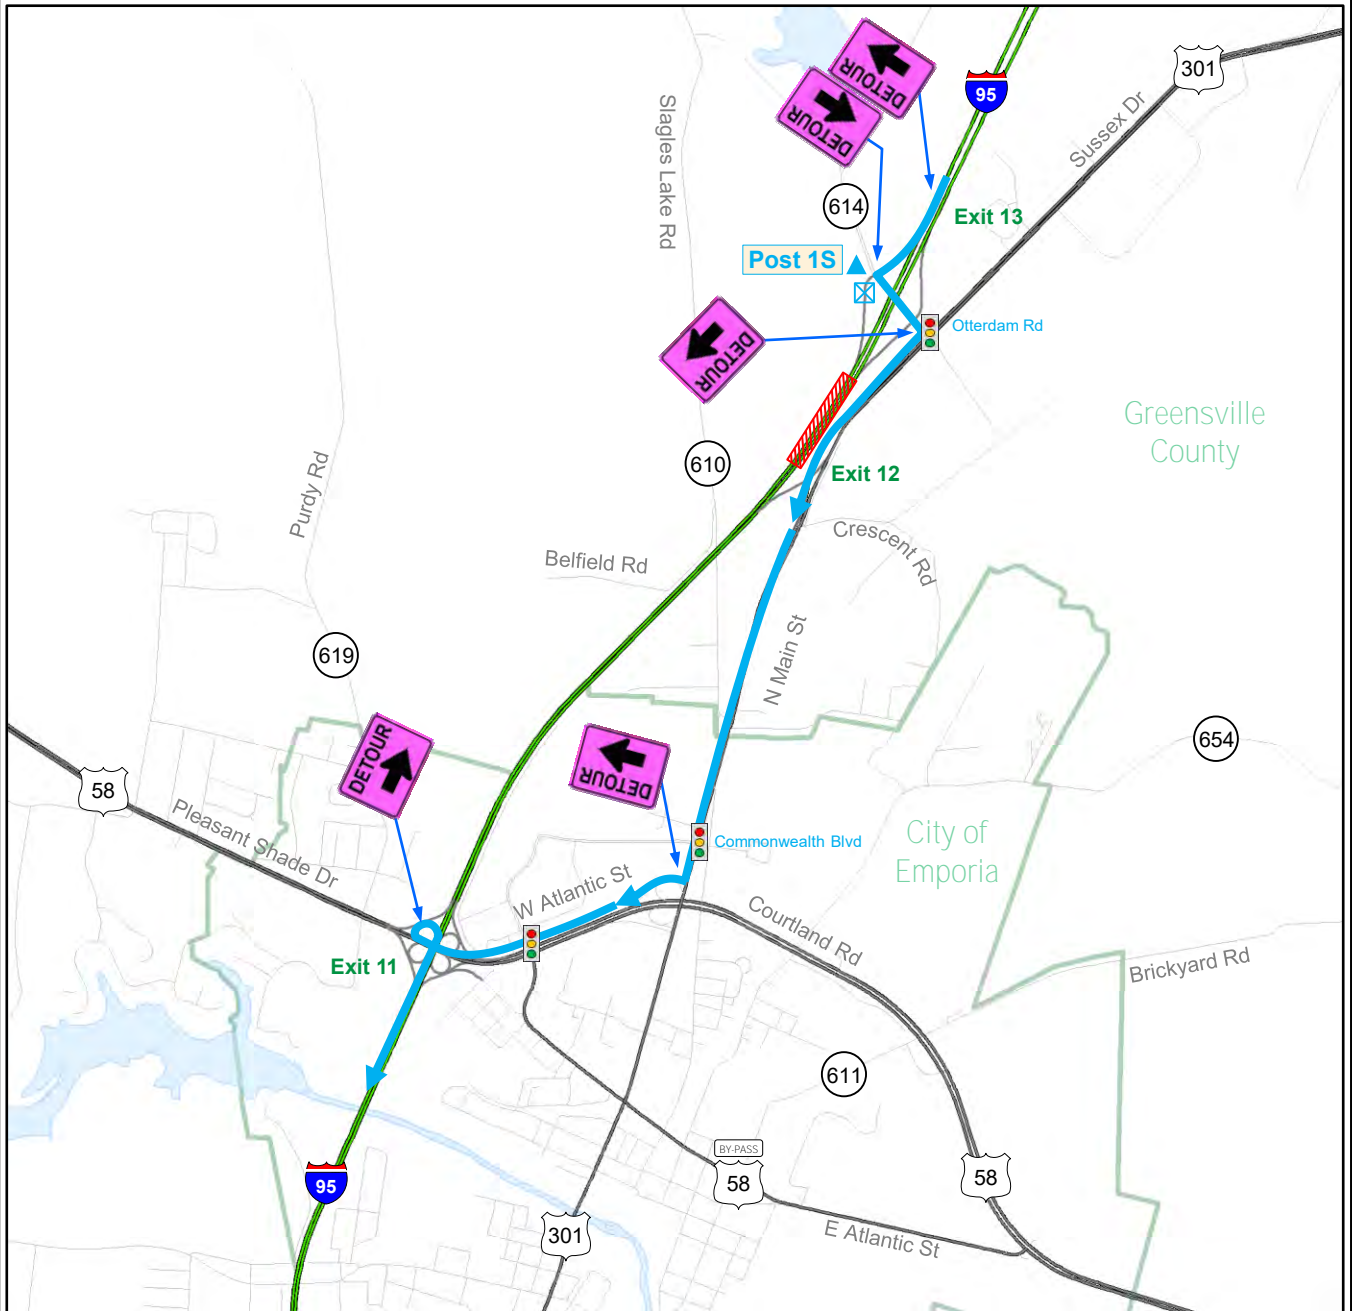 DETOUR
DETOUR
95
301
Sussex Dr
Slagles Lake Rd
614
Exit 13
Post 1S
Otterdam Rd
DETOUR
Greensville
County
610
Exit 12
Purdy Rd
Crescent Rd
Belfield Rd
619
N Main St
654
DETOUR
DETOUR
58
Pleasant Shade Dr
Commonwealth Blvd
City of
Emporia
W Atlantic St
Courtland Rd
Exit 11
Brickyard Rd
611
BY-PASS
58
58
95
301
E Atlantic St